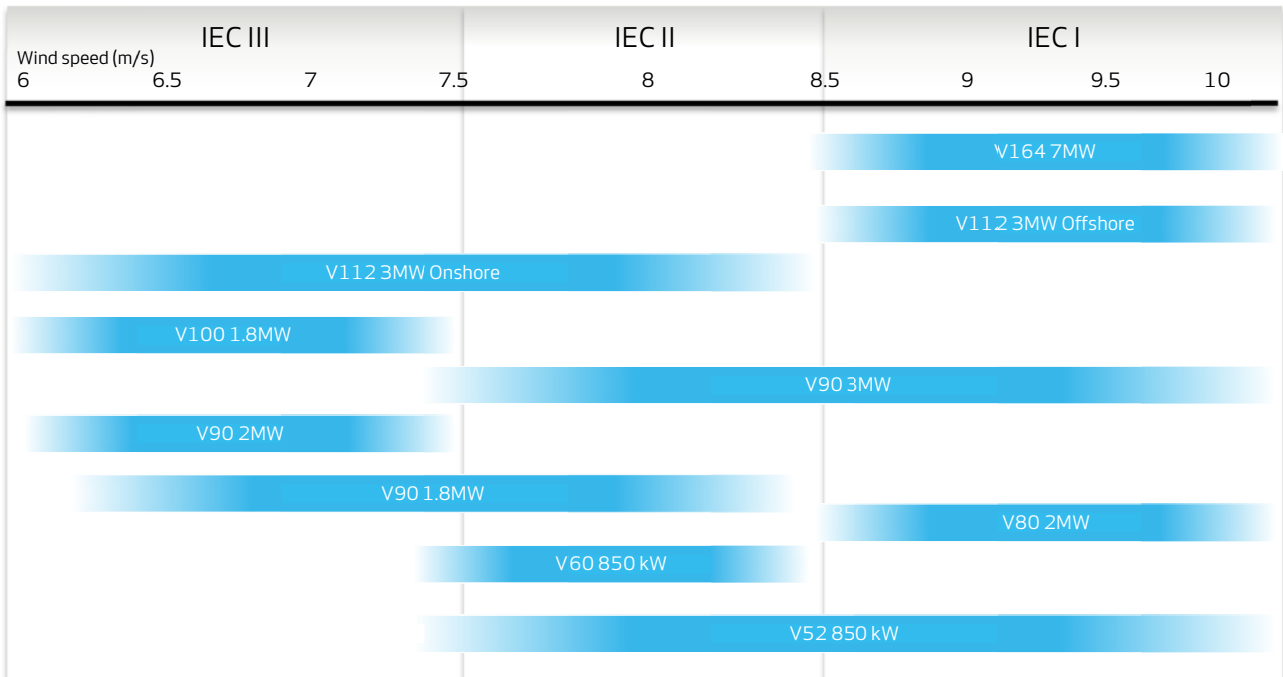 IEC III IEC II IEC I
Wind speed (m/s)
6 6.5 7 7.5 8 8.5 9 9.5 10
V164 7MW
V112 3MW Offshore
V112 3MW Onshore
V100 1.8MW
V90 3MW
V90 2MW
V90 1.8MW
V80 2MW
V60 850 kW
V52 850 kW